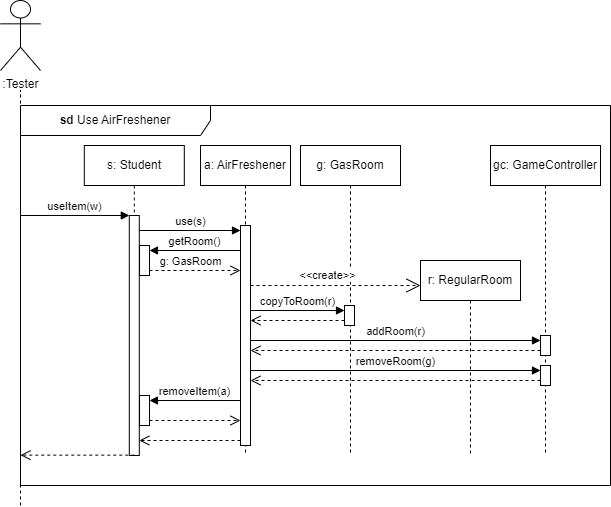 :Tester
sd Use AirFreshener
s: Student
a: AirFreshener
g: GasRoom
gc: GameController
useItem(w)
use(s)
getRoom()
g: GasRoom
<<create>>
r: RegularRoom
copyToRoom(r)
addRoom(r)
removeRoom(g)
removeItem(a)